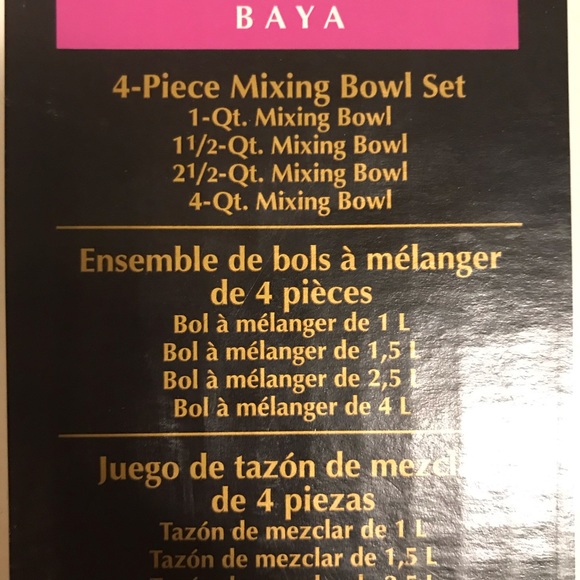 BAYA
4-Piece Mixing Bowl Set
1-Qt. Mixing Bowl
1½-Qt. Mixing Bowl
2½-Qt. Mixing Bowl
4-Qt. Mixing Bowl
Ensemble de bols à mélanger
de 4 pièces
Bol à mélanger de 1 L
Bol à mélanger de 1,5 L
Bol à mélanger de 2,5 L
Bol à mélanger de 4 L
Juego de tazón de mezclar
de 4 piezas
Tazón de mezclar de 1 L
Tazón de mezclar de 1,5 L